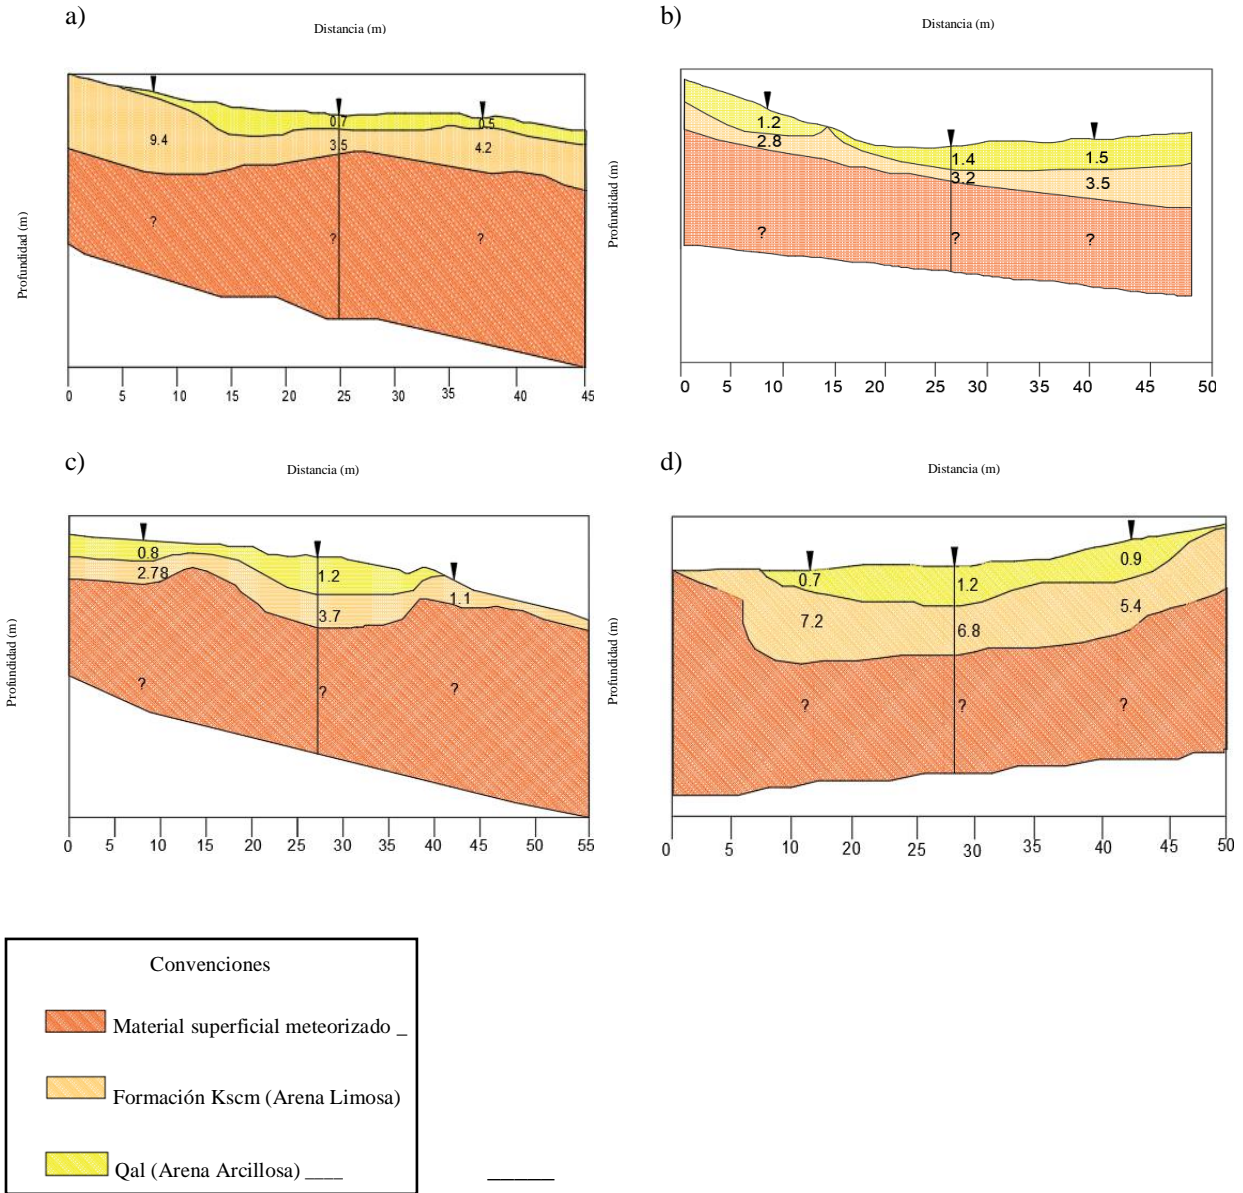 a)
Distancia (m)
Profundidad (m)
9.4
0.7
3.5
0.5
4.2
? ? ?
0 5 10 15 20 25 30 35 40 45
b)
Distancia (m)
Profundidad (m)
1.2
2.8
1.4
3.2
1.5
3.5
? ? ?
0 5 10 15 20 25 30 35 40 45 50
c)
Distancia (m)
Profundidad (m)
0.8
2.78
1.2
3.7
1.1
? ? ?
0 5 10 15 20 25 30 35 40 45 50 55
d)
Distancia (m)
Profundidad (m)
0.7
7.2
1.2
6.8
0.9
5.4
? ? ?
0 5 10 20 25 30 35 40 45 50
Convenciones
Material superficial meteorizado _
Formación Kscm (Arena Limosa)
Qal (Arena Arcillosa) ____